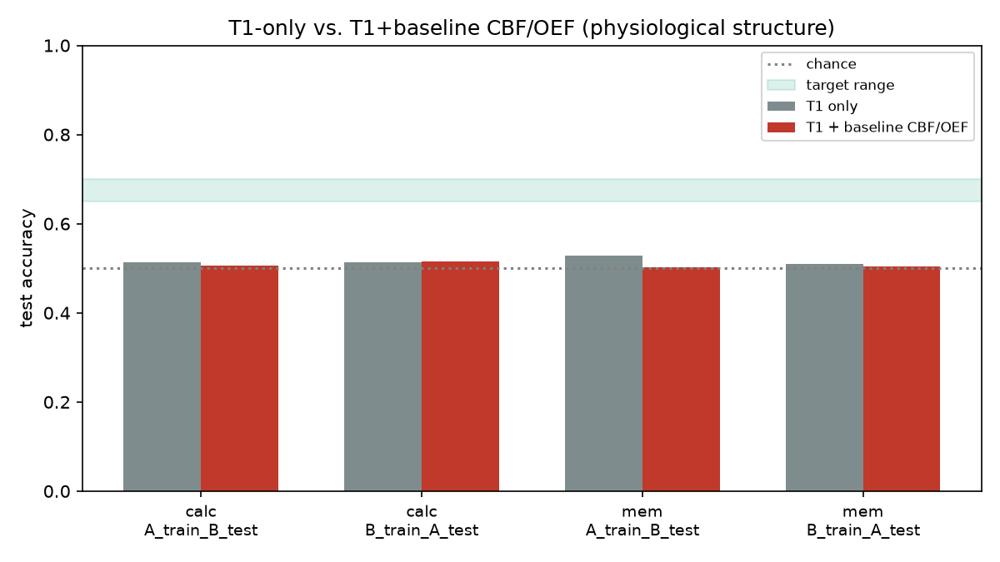 T1-only vs. T1+baseline CBF/OEF (physiological structure)
1.0
0.8
0.6
0.4
0.2
0.0
test accuracy
chance
target range
T1 only
T1 + baseline CBF/OEF
calc
A_train_B_test
calc
B_train_A_test
mem
A_train_B_test
mem
B_train_A_test